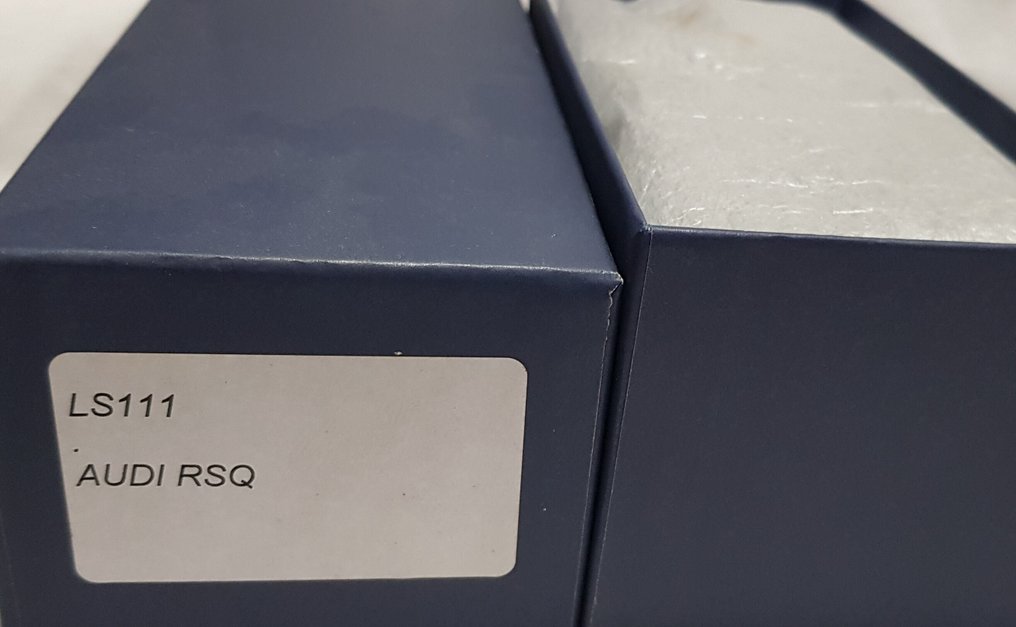 LS111
.
AUDI RSQ